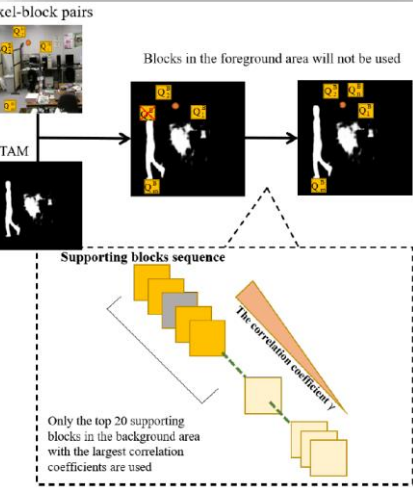 xel-block pairs
Blocks in the foreground area will not be used
TAM
Supporting blocks sequence
The correlation coefficient γ
Only the top 20 supporting
blocks in the background area
with the largest correlation
coefficients are used